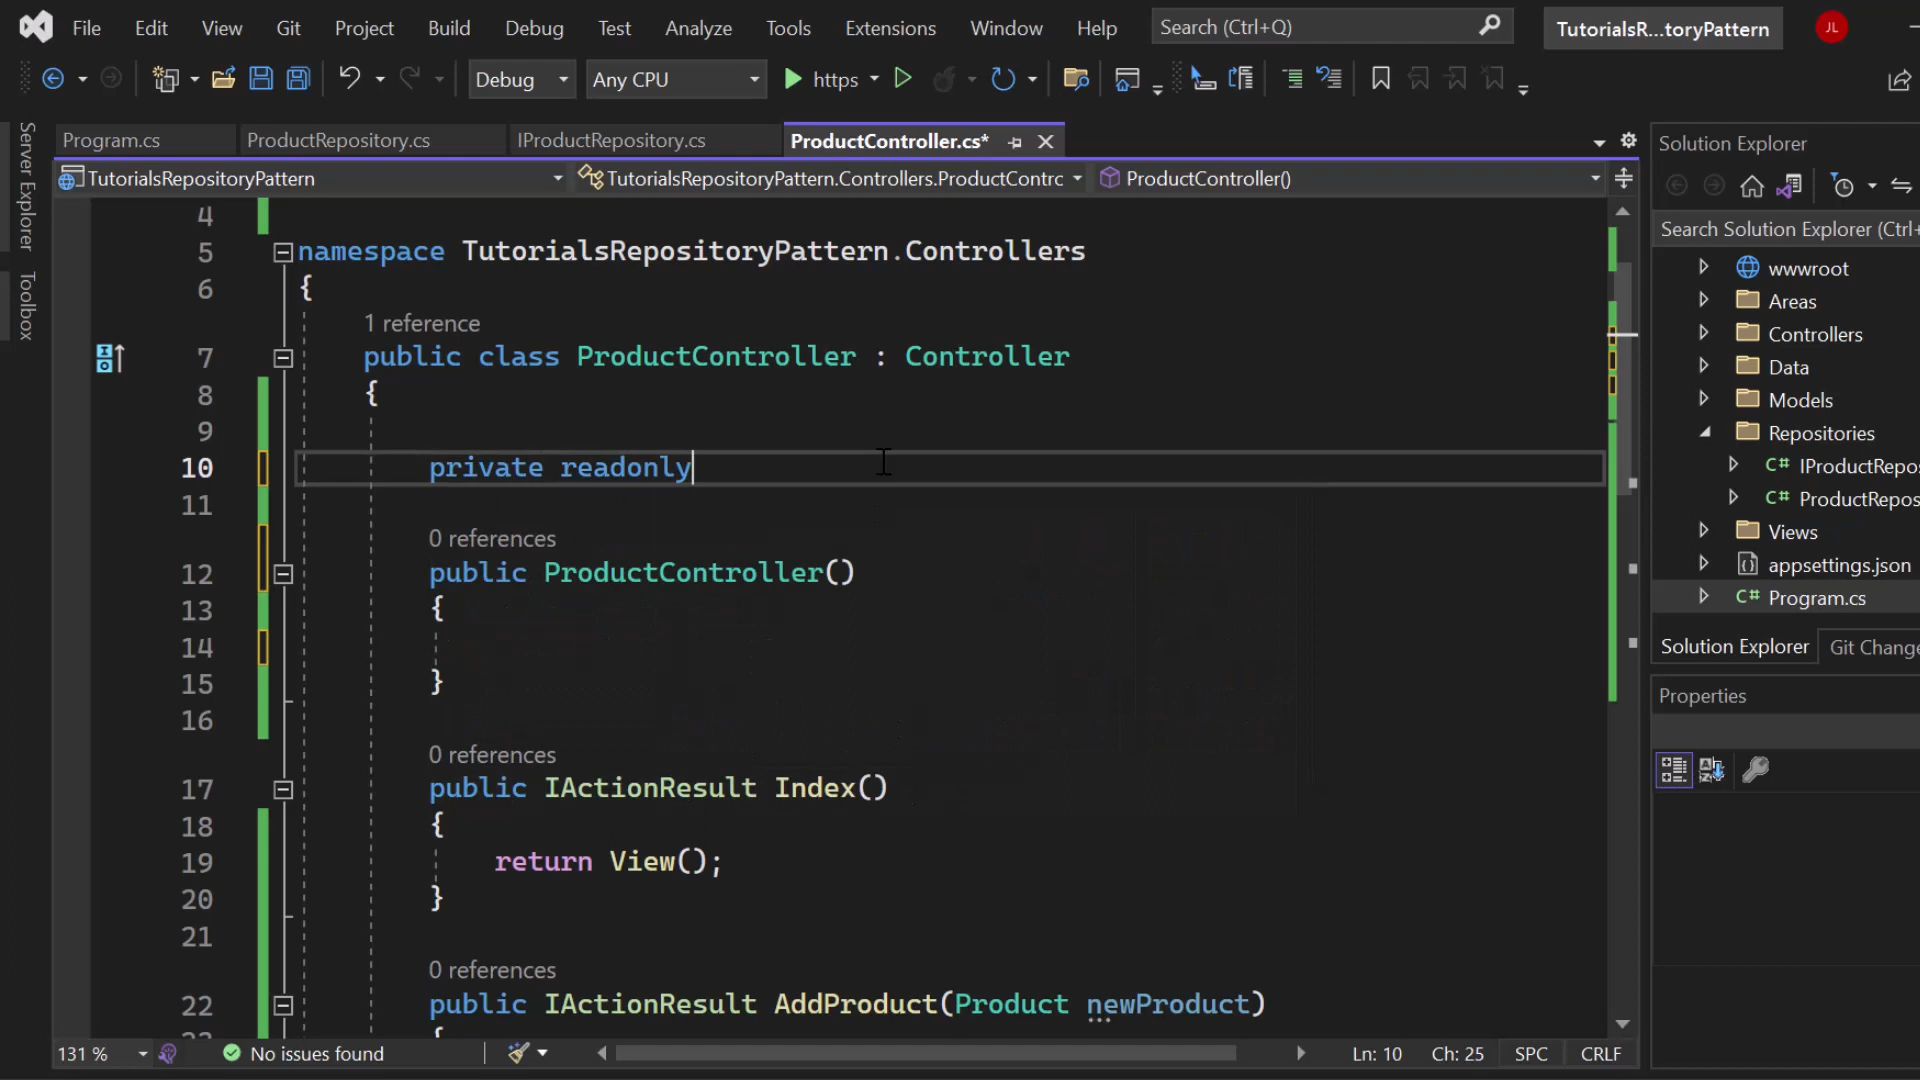 File Edit View Git Project Build Debug Test Analyze Tools Extensions Window Help Search (Ctrl+Q) TutorialsR...toryPattern JL
Debug Any CPU https
Server Explorer
Toolbox
Program.cs ProductRepository.cs IProductRepository.cs ProductController.cs*
TutorialsRepositoryPattern TutorialsRepositoryPattern.Controllers.ProductContrc ProductController()
4
5 namespace TutorialsRepositoryPattern.Controllers
6 {
1 reference
7 public class ProductController : Controller
8 {
9
10 private readonly
11
0 references
12 public ProductController()
13 {
14
15 }
16
0 references
17 public IActionResult Index()
18 {
19 return View();
20 }
21
0 references
22 public IActionResult AddProduct(Product newProduct)
{
131 % No issues found Ln: 10 Ch: 25 SPC CRLF
Solution Explorer
Search Solution Explorer (Ctrl+
wwwroot
Areas
Controllers
Data
Models
Repositories
C# IProductRepos
C# ProductRepos
Views
appsettings.json
C# Program.cs
Solution Explorer Git Change
Properties